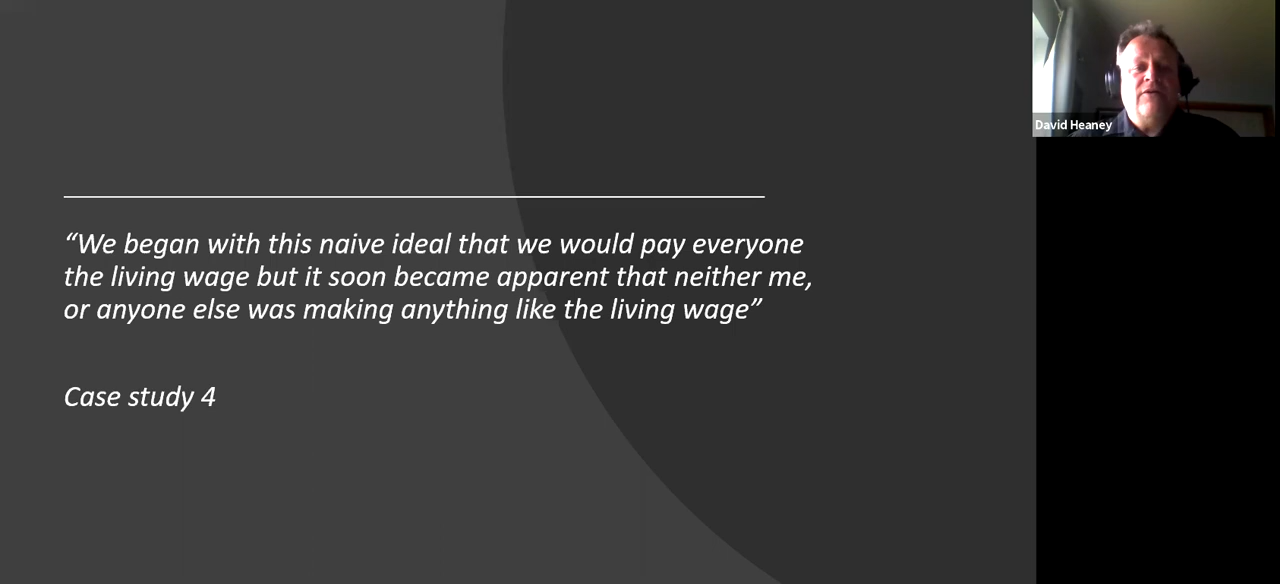 David Heaney
“We began with this naive ideal that we would pay everyone
the living wage but it soon became apparent that neither me,
or anyone else was making anything like the living wage”
Case study 4